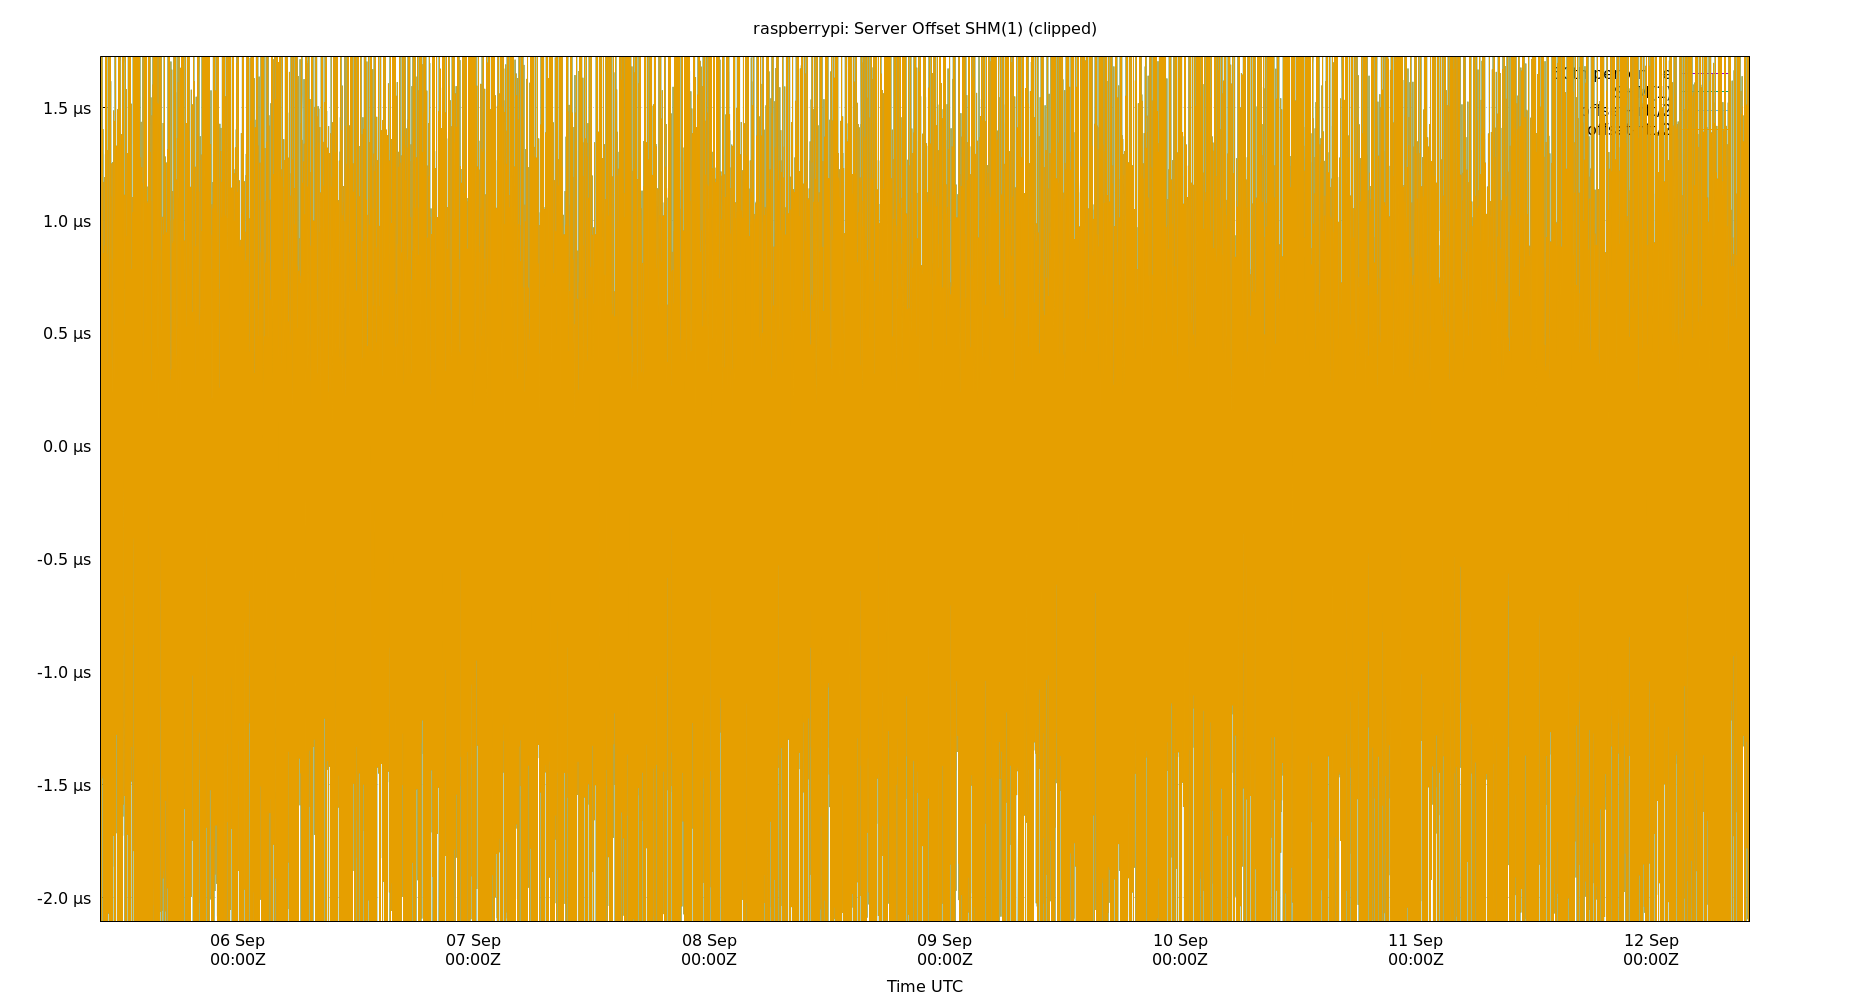 raspberrypi: Server Offset SHM(1) (clipped)
1.5 µs
1.0 µs
0.5 µs
0.0 µs
-0.5 µs
-1.0 µs
-1.5 µs
-2.0 µs
06 Sep 07 Sep 08 Sep 09 Sep 10 Sep 11 Sep 12 Sep
00:00Z 00:00Z 00:00Z 00:00Z 00:00Z 00:00Z 00:00Z
Time UTC